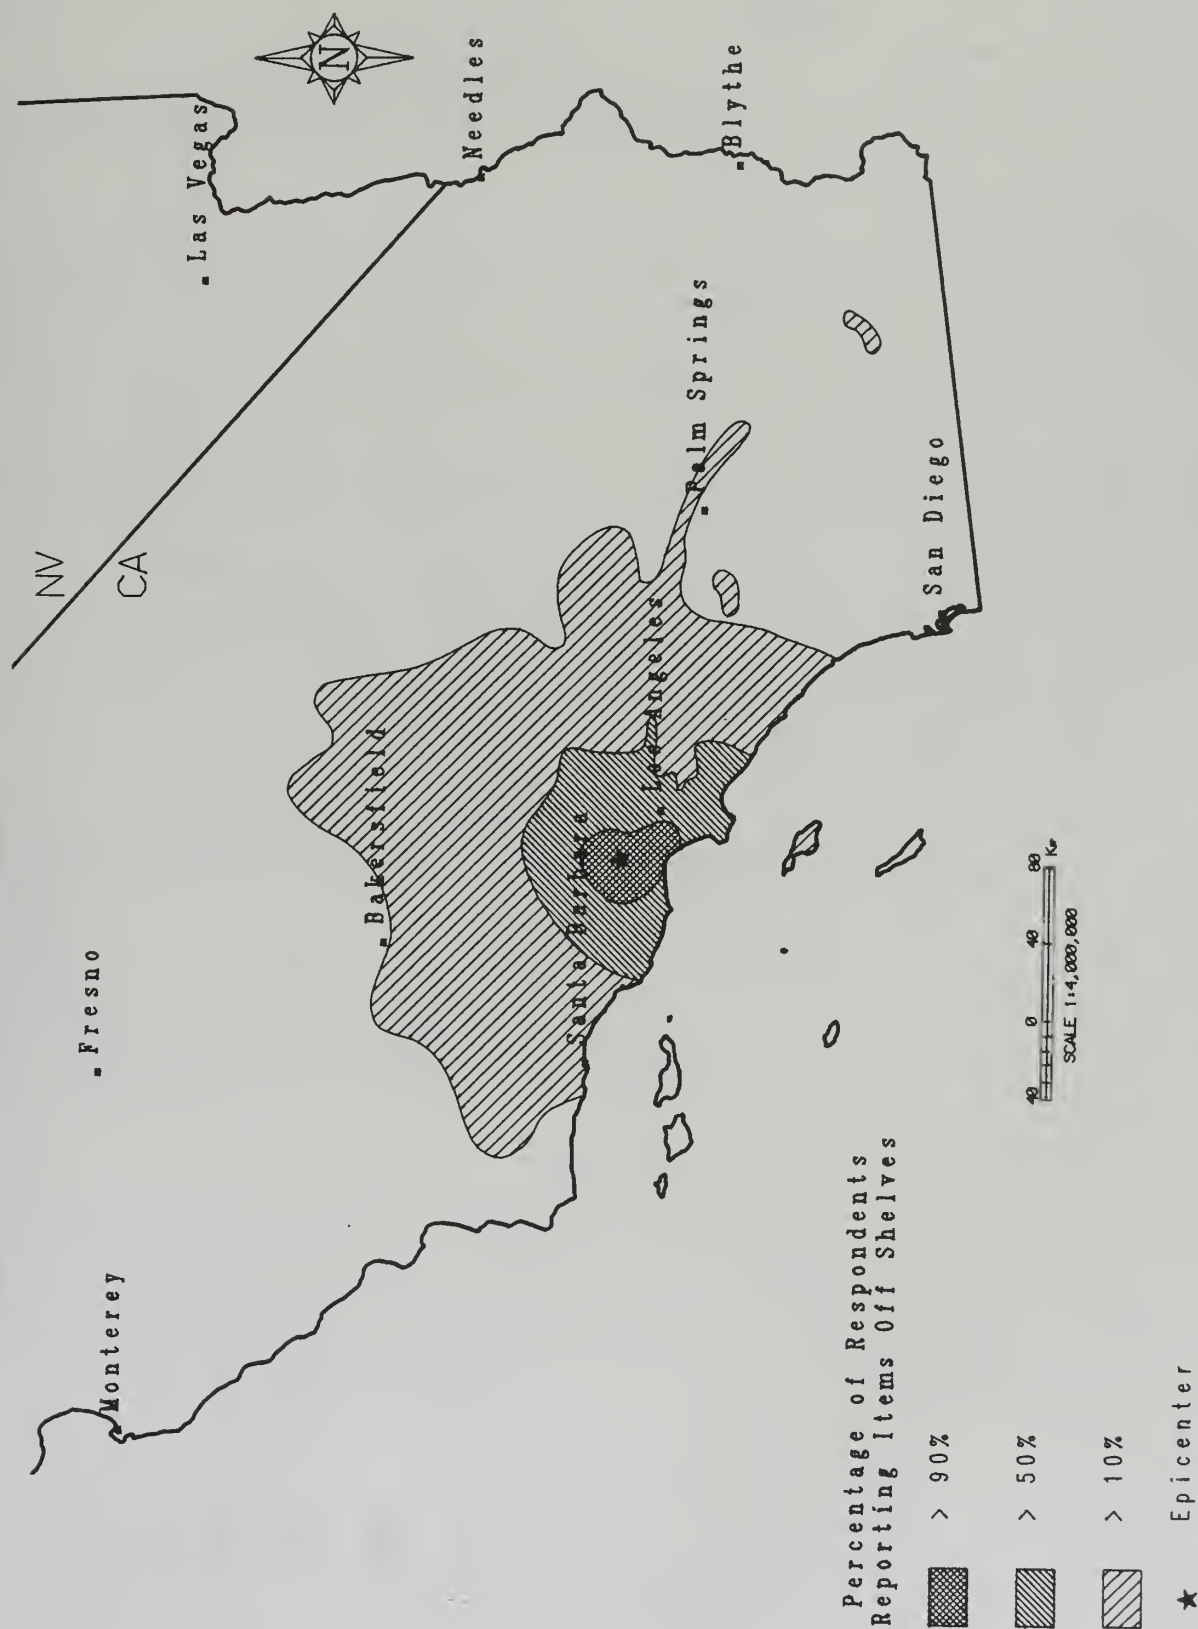 NV
CA
N
Monterey
Fresno
Las Vegas
Bakersfield
Needles
Santa Barbara
Los Angeles
Palm Springs
Blythe
San Diego
Percentage of Respondents
Reporting Items Off Shelves
> 90%
> 50%
> 10%
Epicenter
40 0 40 80 Km
SCALE 1:4,000,000